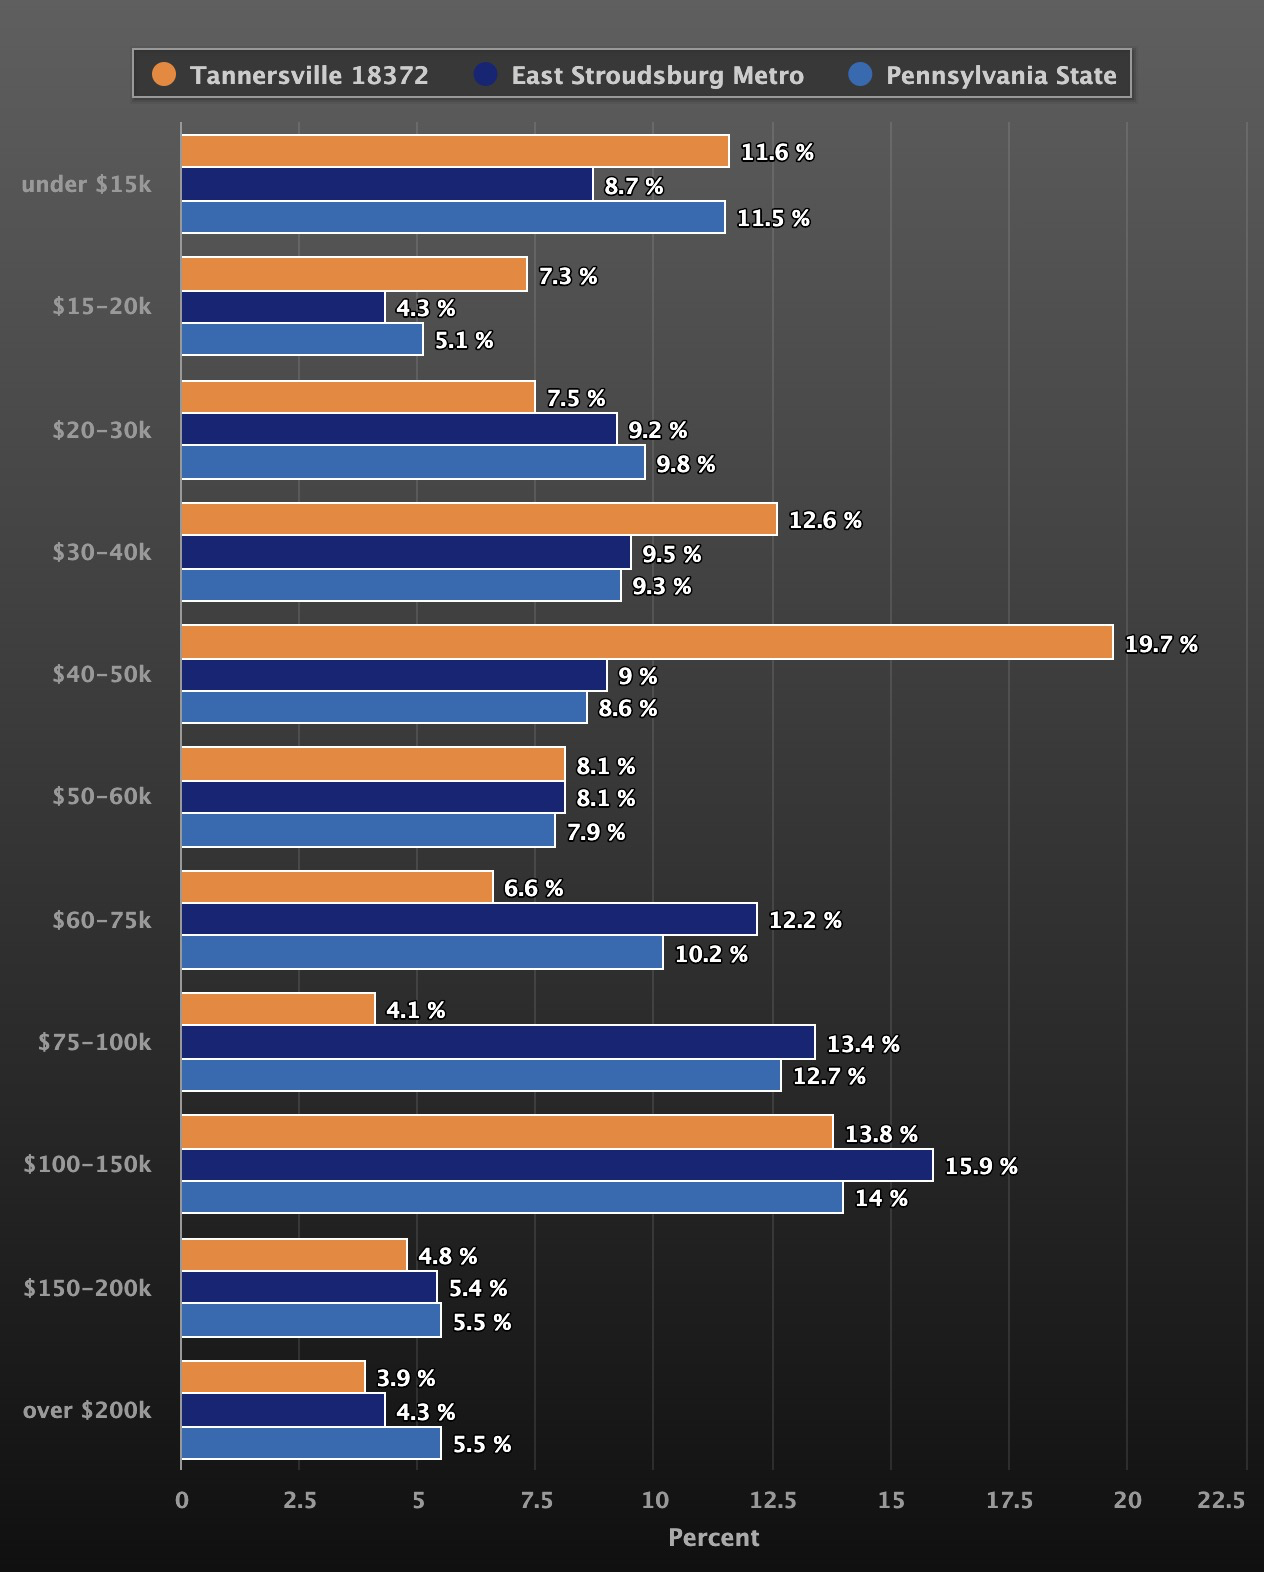 Tannersville 18372 East Stroudsburg Metro Pennsylvania State
under $15k
11.6 %
8.7 %
11.5 %
$15-20k
7.3 %
4.3 %
5.1 %
$20-30k
7.5 %
9.2 %
9.8 %
$30-40k
12.6 %
9.5 %
9.3 %
$40-50k
19.7 %
9 %
8.6 %
$50-60k
8.1 %
8.1 %
7.9 %
$60-75k
6.6 %
12.2 %
10.2 %
$75-100k
4.1 %
13.4 %
12.7 %
$100-150k
13.8 %
15.9 %
14 %
$150-200k
4.8 %
5.4 %
5.5 %
over $200k
3.9 %
4.3 %
5.5 %
0 2.5 5 7.5 10 12.5 15 17.5 20 22.5
Percent